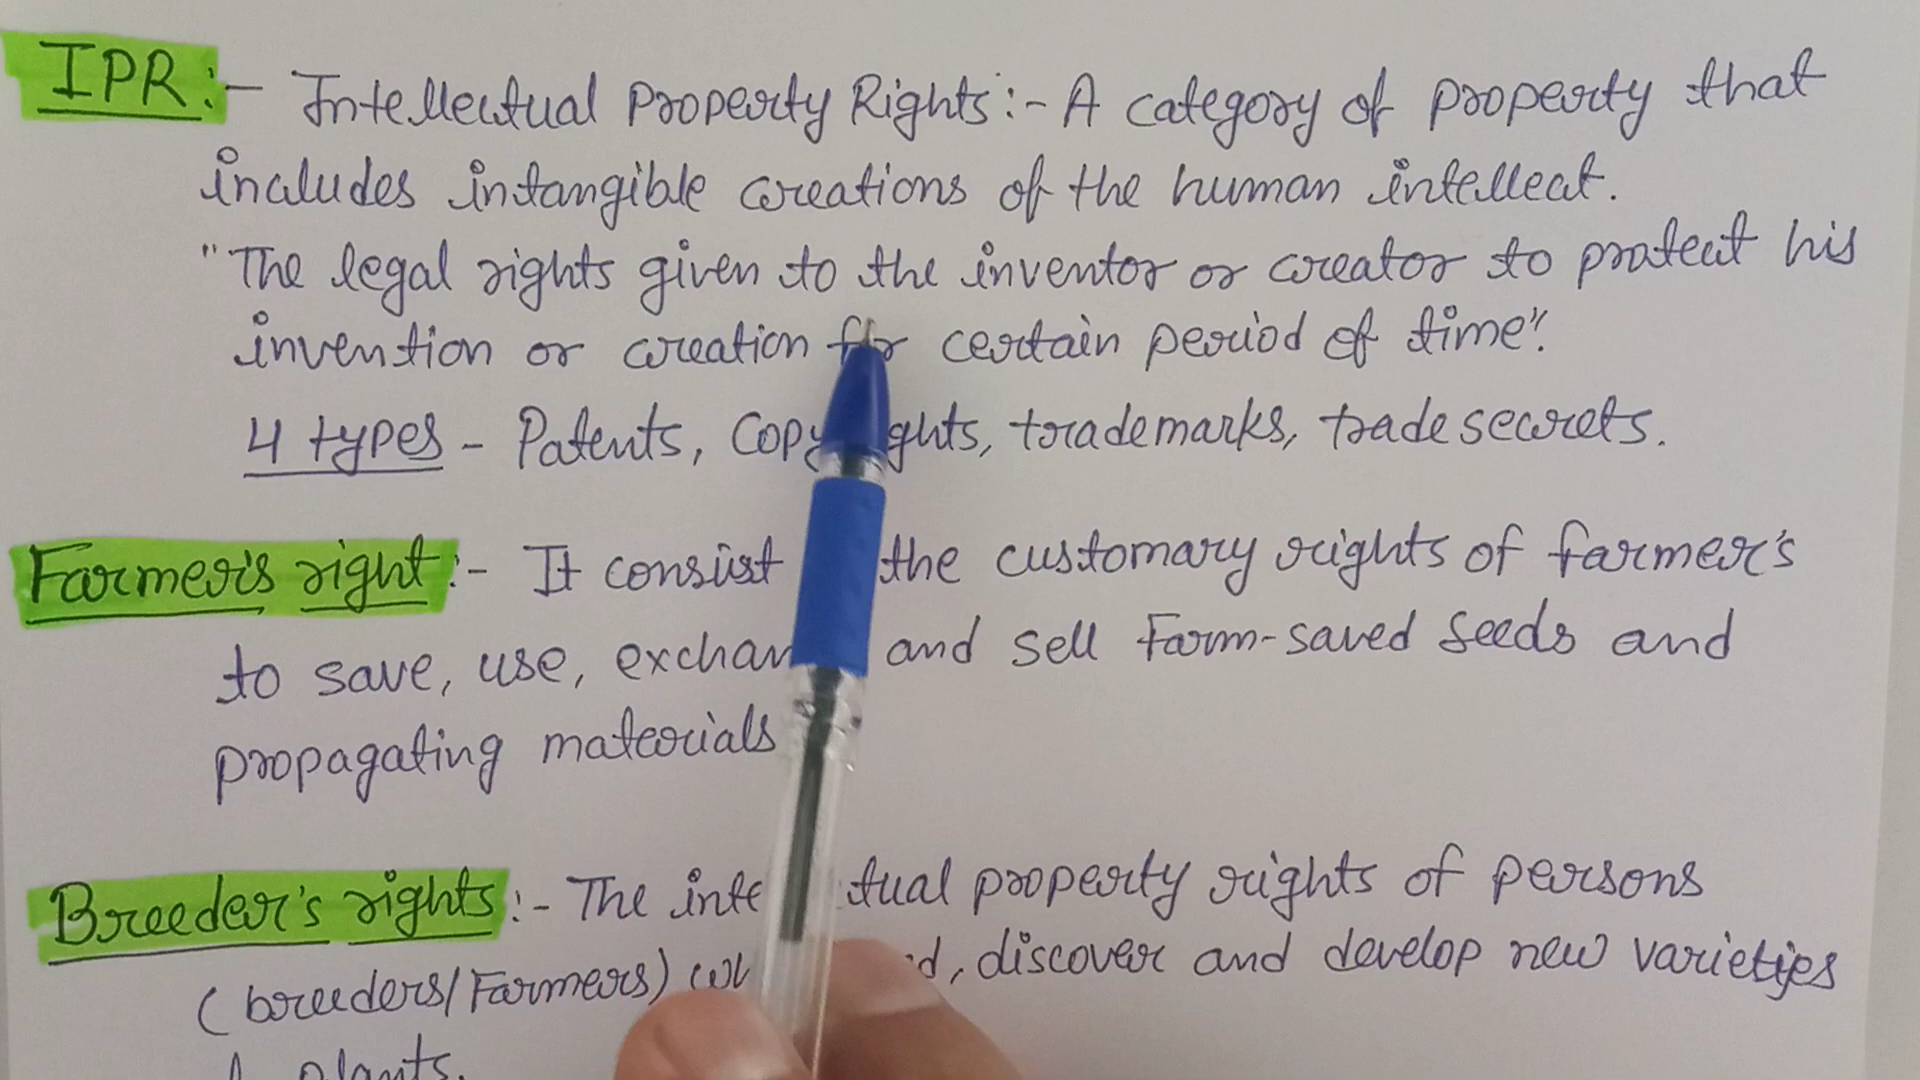 IPR:- Intellectual Property Rights:- A category of property that
includes intangible creations of the human intellect.
"The legal rights given to the inventor or creator to protect his
invention or creation for certain period of time".
4 types - Patents, Copyrights, trademarks, trade secrets.
Farmer's right:- It consist the customary rights of farmer's
to save, use, exchan and sell Farm-saved seeds and
propagating materials
Breeder's rights:- The inte tual property rights of persons
(breeders/Farmers) d, discover and develop new varieties
plants.